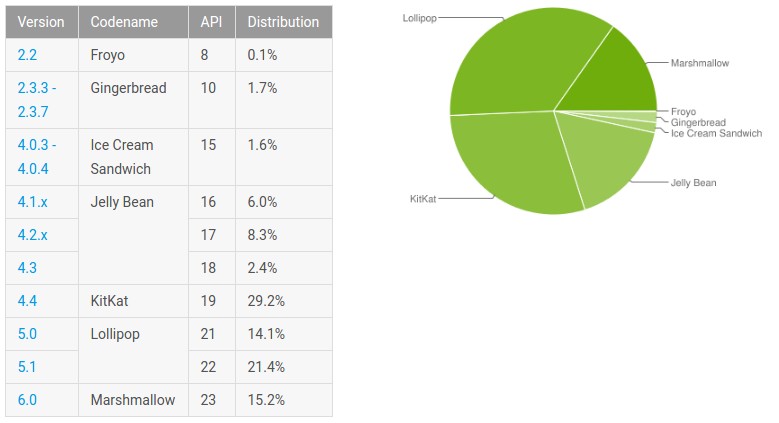 Version Codename API Distribution
2.2 Froyo 8 0.1%
2.3.3 - Gingerbread 10 1.7%
2.3.7
4.0.3 - Ice Cream 15 1.6%
4.0.4 Sandwich
4.1.x Jelly Bean 16 6.0%
4.2.x 17 8.3%
4.3 18 2.4%
4.4 KitKat 19 29.2%
5.0 Lollipop 21 14.1%
5.1 22 21.4%
6.0 Marshmallow 23 15.2%
Lollipop
Marshmallow
Froyo
Gingerbread
Ice Cream Sandwich
Jelly Bean
KitKat